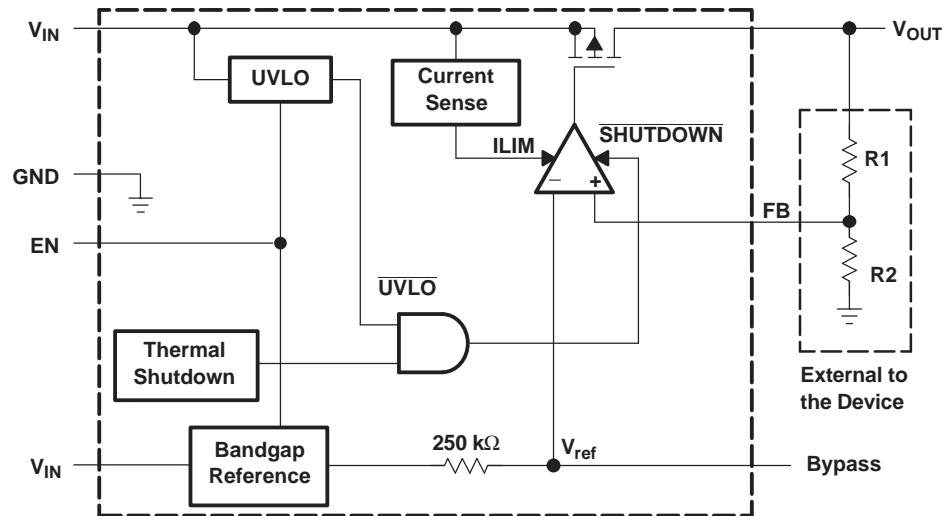 VIN
VOUT
UVLO
Current
Sense
SHUTDOWN
ILIM
R1
−
+
GND
FB
EN
R2
UVLO
Thermal
Shutdown
External to
the Device
250 kΩ
Vref
VIN
Bandgap
Reference
Bypass